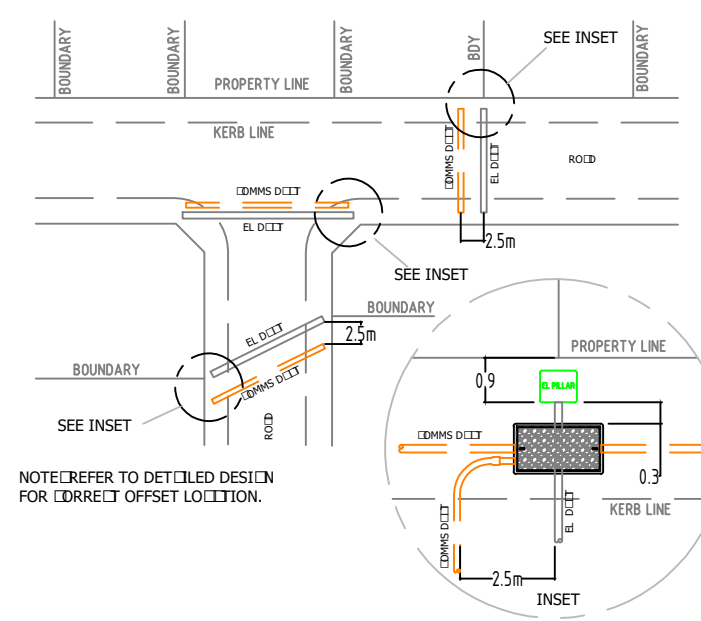 BOUNDARY
BOUNDARY
BOUNDARY
BDY
BOUNDARY
SEE INSET
PROPERTY LINE
KERB LINE
□OMMS D□□T
EL D□□T
RO□D
□OMMS D□□T
EL D□□T
2.5m
SEE INSET
BOUNDARY
EL D□□T
2.5m
□OMMS D□□T
BOUNDARY
SEE INSET
RO□D
NOTE□REFER TO DET□ILED DESI□N
FOR □ORRE□T OFFSET LO□□TION.
PROPERTY LINE
0.9
EL PILLAR
□OMMS D□□T
0.3
KERB LINE
EL D□□T
□OMMS D□□T
2.5m
INSET